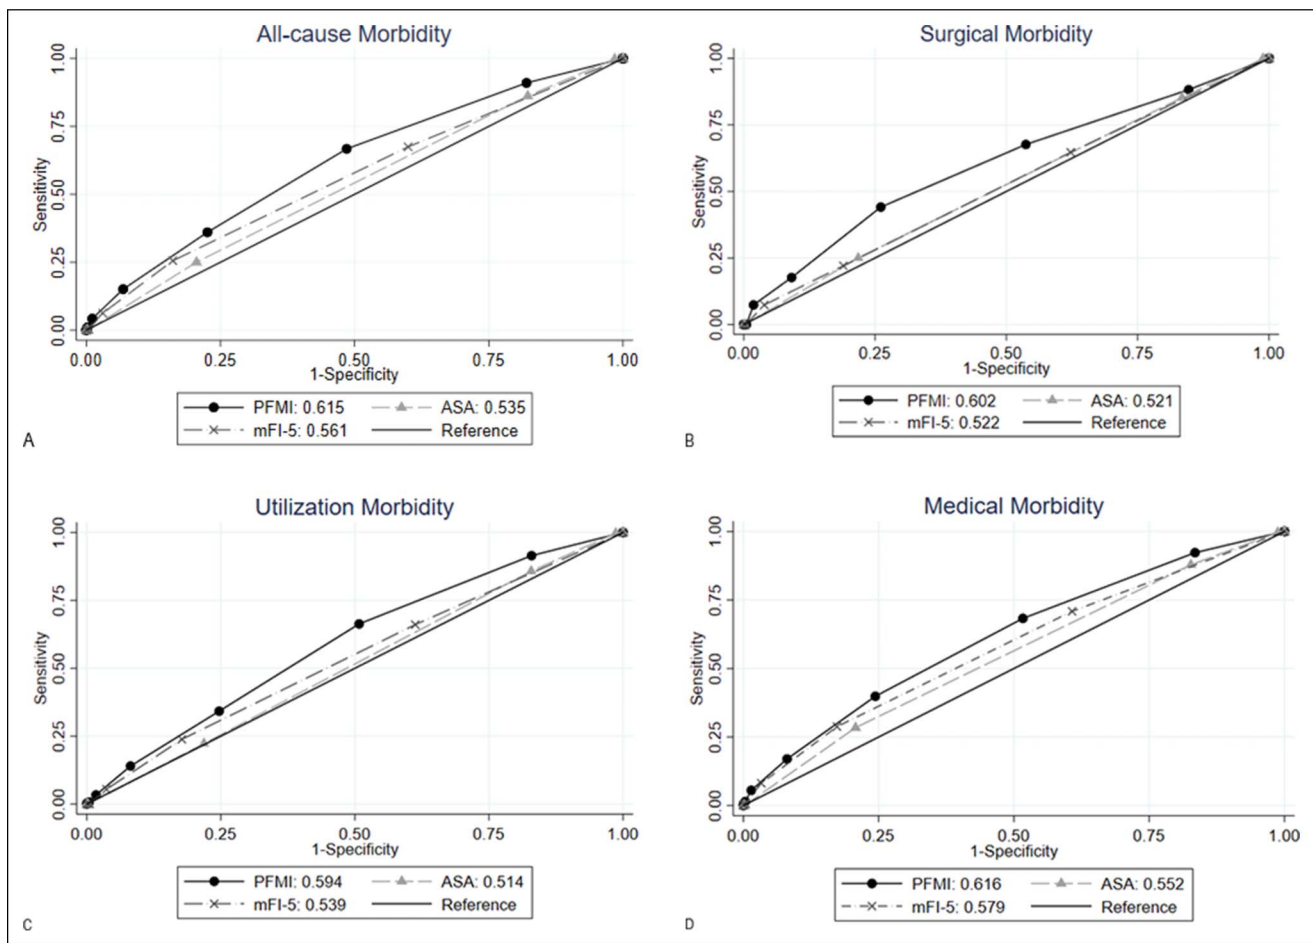 All-cause Morbidity
1.00
0.75
0.50
0.25
0.00
Sensitivity
0.00 0.25 0.50 0.75 1.00
1-Specificity
PFMI: 0.615 ASA: 0.535
mFI-5: 0.561 Reference
A
Surgical Morbidity
1.00
0.75
0.50
0.25
0.00
Sensitivity
0.00 0.25 0.50 0.75 1.00
1-Specificity
PFMI: 0.602 ASA: 0.521
mFI-5: 0.522 Reference
B
Utilization Morbidity
1.00
0.75
0.50
0.25
0.00
Sensitivity
0.00 0.25 0.50 0.75 1.00
1-Specificity
PFMI: 0.594 ASA: 0.514
mFI-5: 0.539 Reference
C
Medical Morbidity
1.00
0.75
0.50
0.25
0.00
Sensitivity
0.00 0.25 0.50 0.75 1.00
1-Specificity
PFMI: 0.616 ASA: 0.552
mFI-5: 0.579 Reference
D